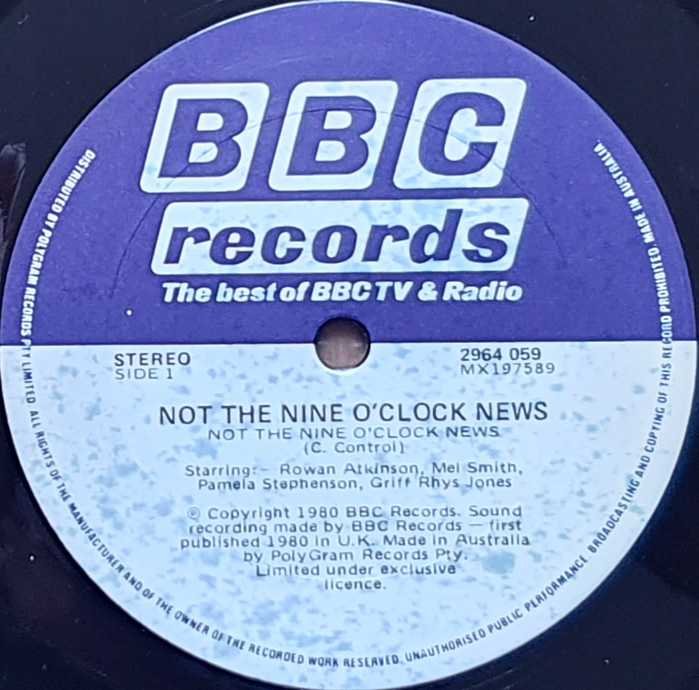 BBC
records
The best of BBC TV & Radio
STEREO
SIDE 1
2964 059
MX197589
NOT THE NINE O'CLOCK NEWS
NOT THE NINE O'CLOCK NEWS
(C. Control)
Starring:- Rowan Atkinson, Mel Smith,
Pamela Stephenson, Griff Rhys Jones
℗ Copyright 1980 BBC Records. Sound
recording made by BBC Records — first
published 1980 in U.K. Made in Australia
by PolyGram Records Pty.
Limited under exclusive
licence.
DISTRIBUTED BY POLYGRAM RECORDS PTY. LIMITED. ALL RIGHTS OF THE MANUFACTURER AND OF THE OWNER OF THE RECORDED WORK RESERVED. UNAUTHORISED PUBLIC PERFORMANCE, BROADCASTING AND COPYING OF THIS RECORD PROHIBITED. MADE IN AUSTRALIA